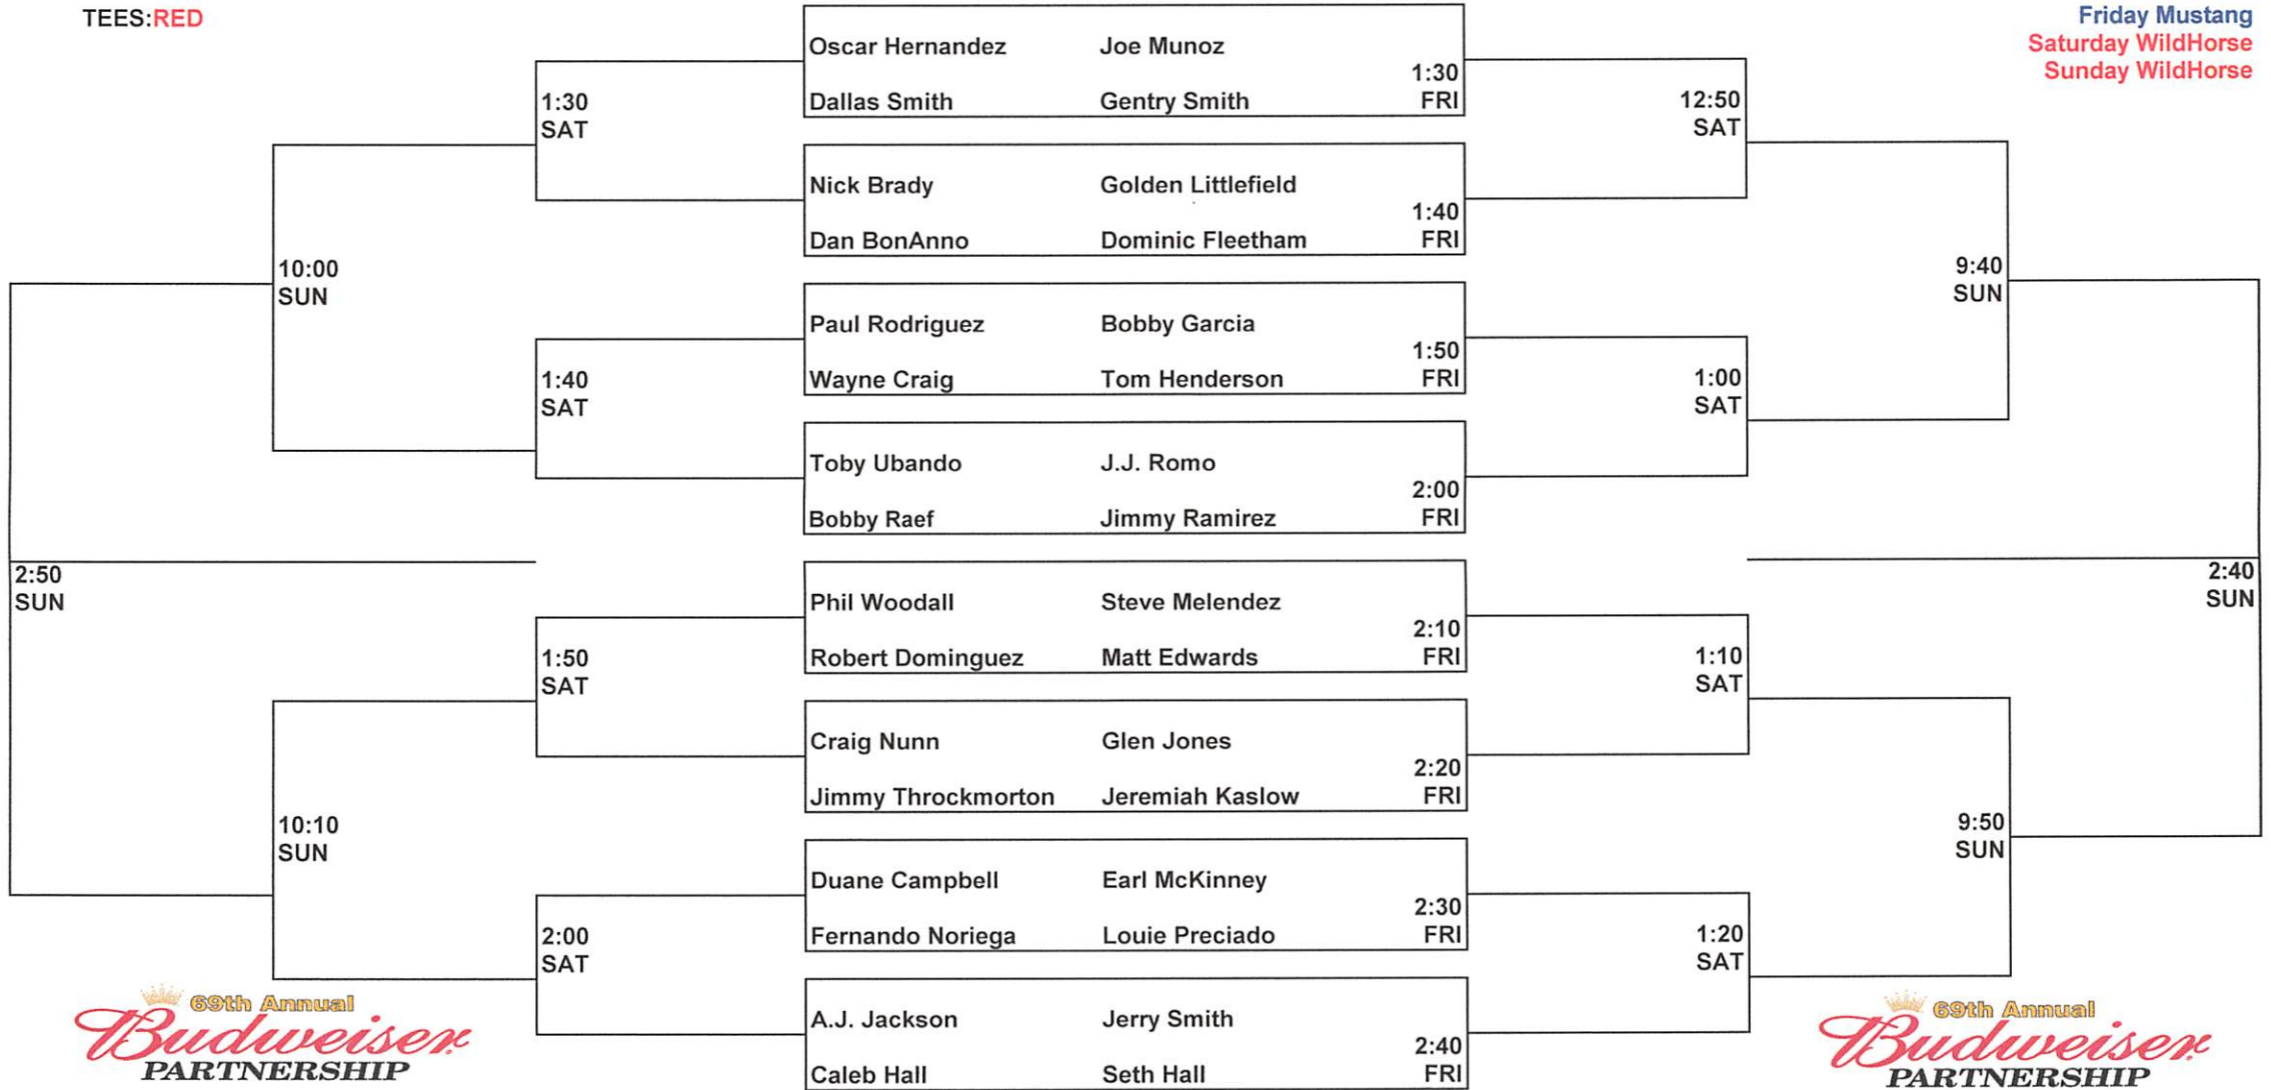 TEES:RED
Friday Mustang
Saturday WildHorse
Sunday WildHorse
Oscar Hernandez Joe Munoz
1:30
Dallas Smith Gentry Smith FRI
1:30
SAT
12:50
SAT
Nick Brady Golden Littlefield
1:40
Dan BonAnno Dominic Fleetham FRI
10:00
SUN
9:40
SUN
Paul Rodriguez Bobby Garcia
1:50
Wayne Craig Tom Henderson FRI
1:40
SAT
1:00
SAT
Toby Ubando J.J. Romo
2:00
Bobby Raef Jimmy Ramirez FRI
2:50
SUN
2:40
SUN
Phil Woodall Steve Melendez
2:10
Robert Dominguez Matt Edwards FRI
1:50
SAT
1:10
SAT
Craig Nunn Glen Jones
2:20
Jimmy Throckmorton Jeremiah Kaslow FRI
10:10
SUN
9:50
SUN
Duane Campbell Earl McKinney
2:30
Fernando Noriega Louie Preciado FRI
2:00
SAT
1:20
SAT
A.J. Jackson Jerry Smith
2:40
Caleb Hall Seth Hall FRI
69th Annual
Budweiser
PARTNERSHIP
69th Annual
Budweiser
PARTNERSHIP